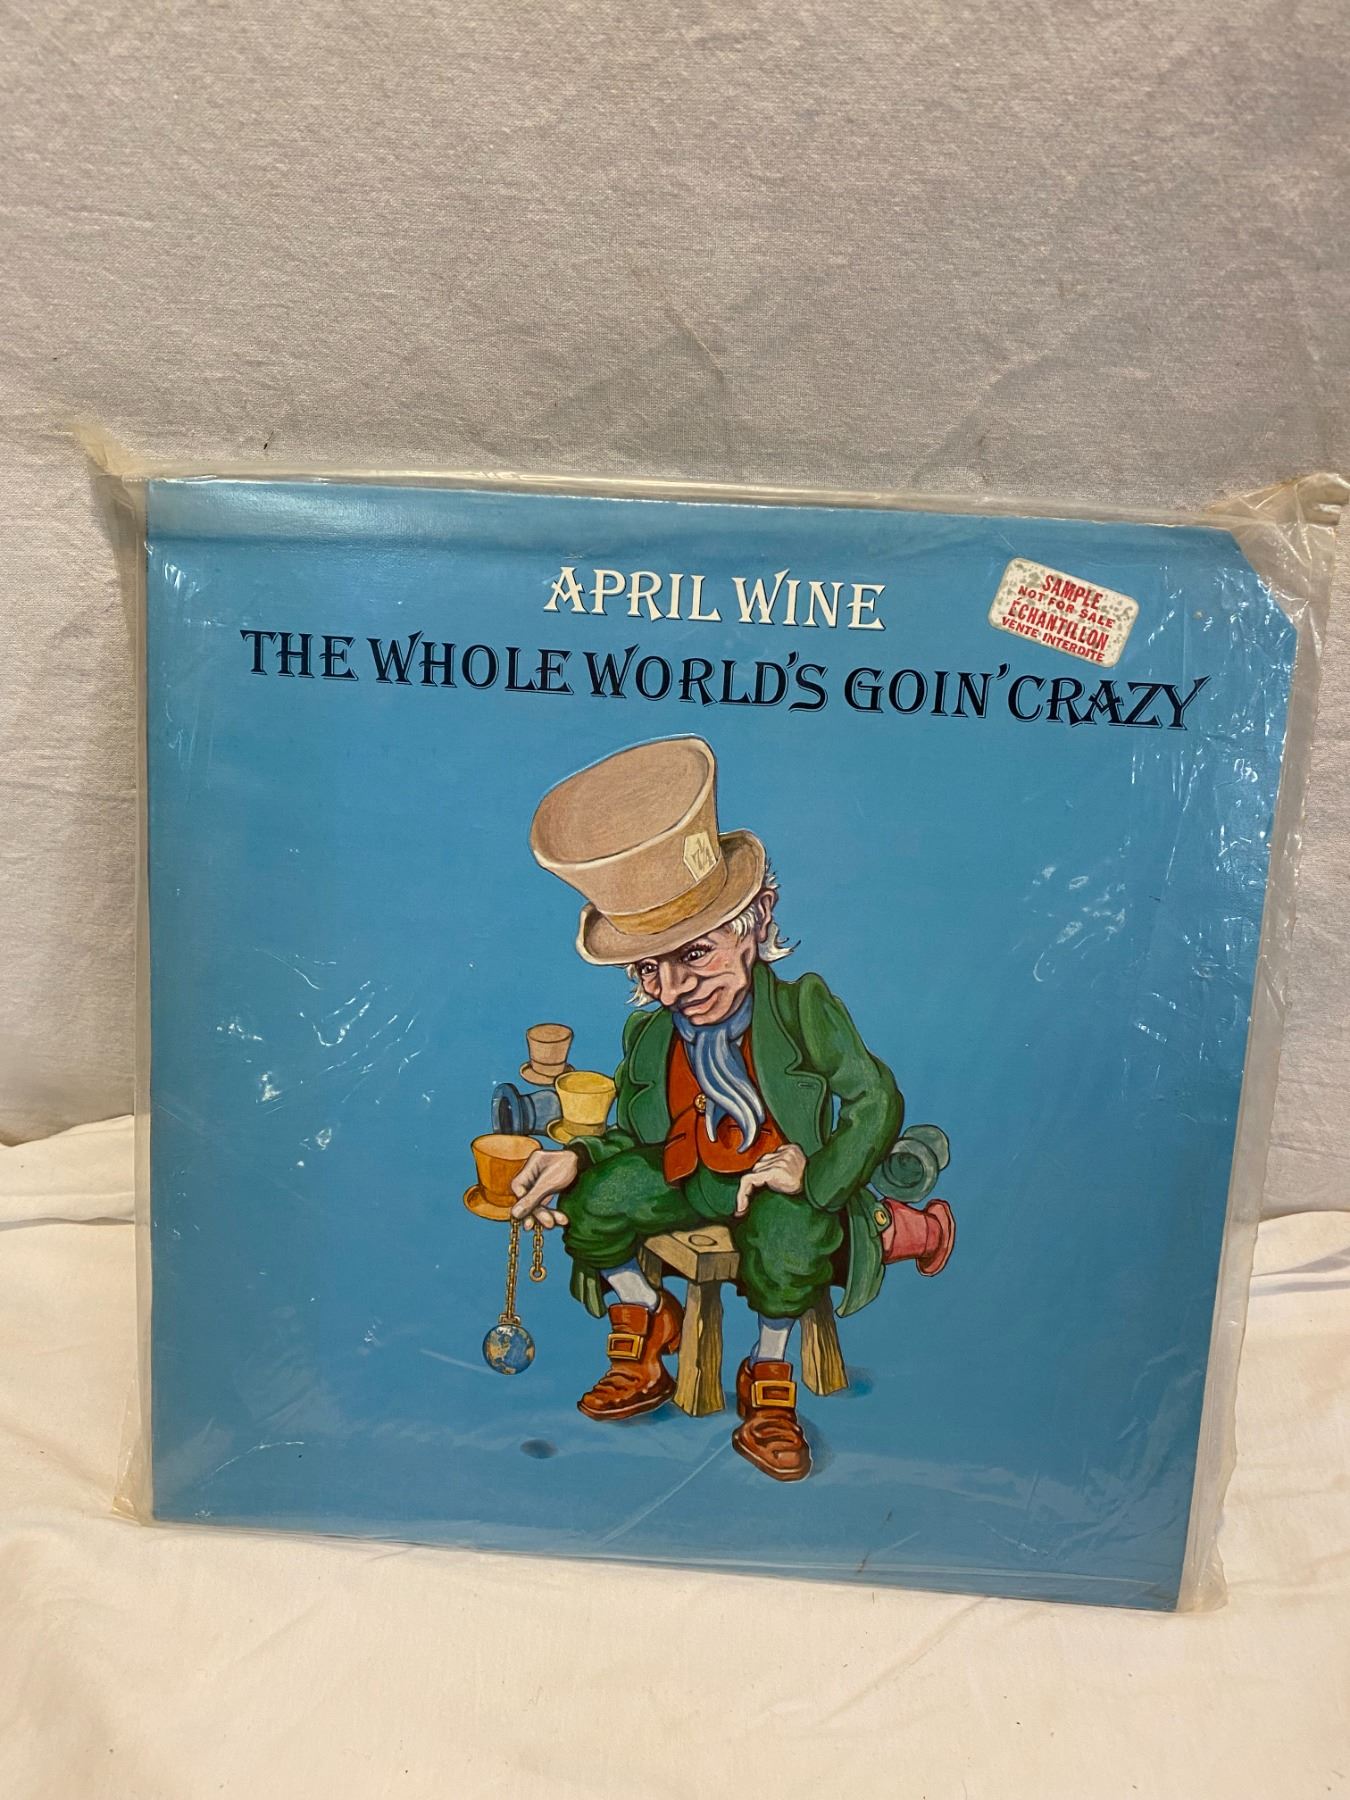 APRIL WINE
THE WHOLE WORLD'S GOIN' CRAZY
SAMPLE
NOT FOR SALE
ÉCHANTILLON
VENTE INTERDITE